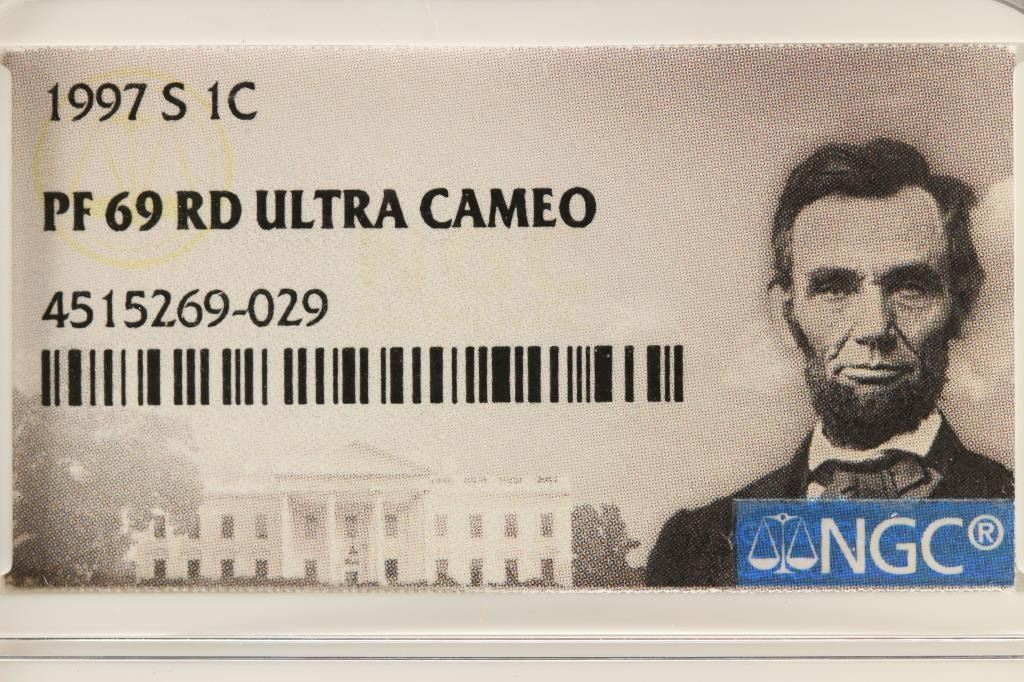 1997 S 1C
PF 69 RD ULTRA CAMEO
4515269-029
NGC®